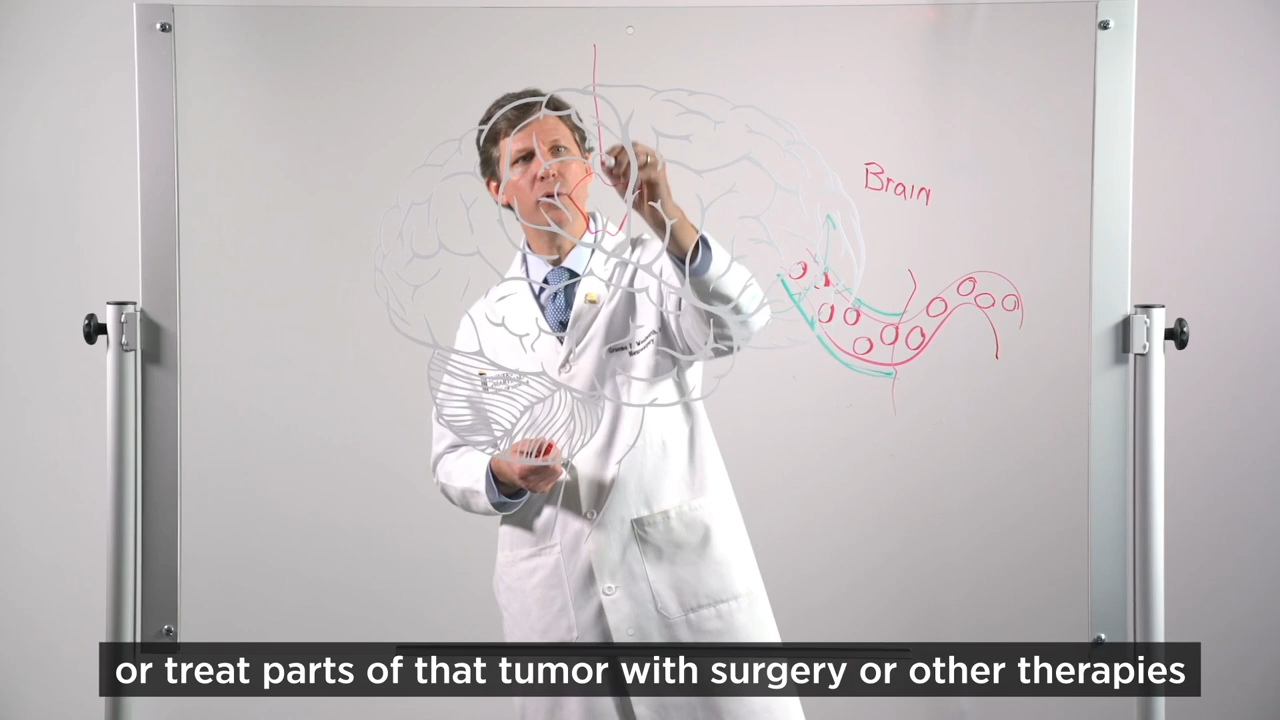 Brain
or treat parts of that tumor with surgery or other therapies